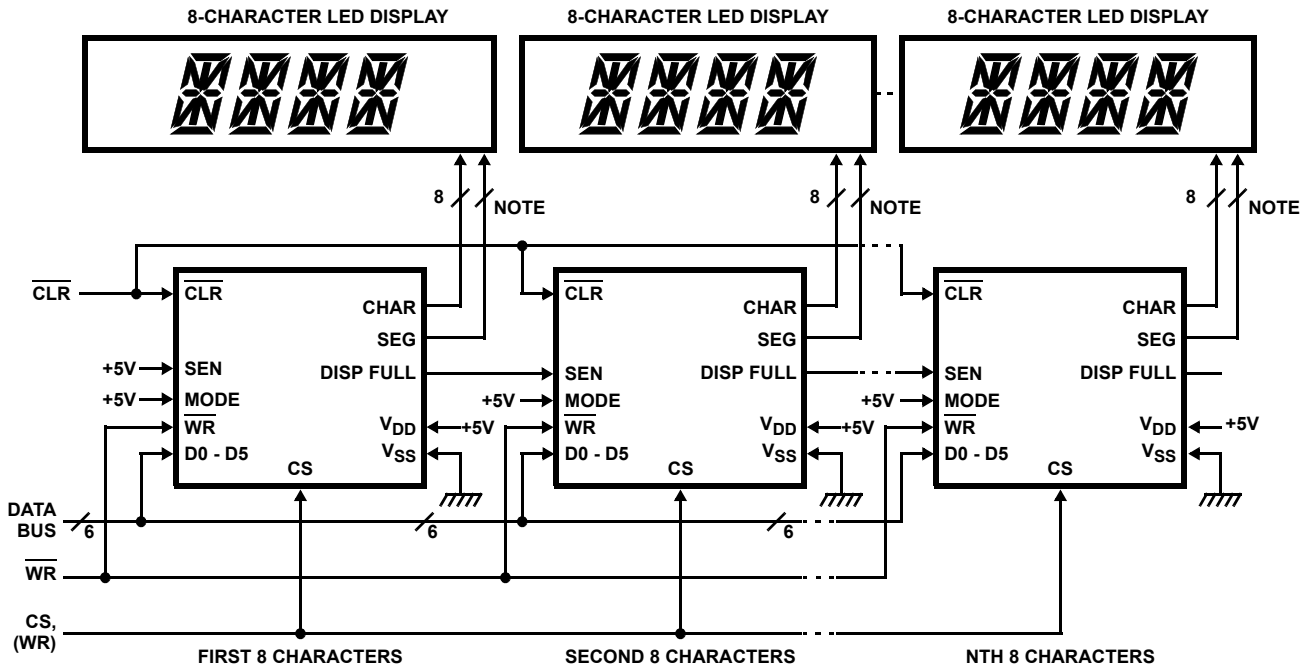 8-CHARACTER LED DISPLAY
8-CHARACTER LED DISPLAY
8-CHARACTER LED DISPLAY
8
NOTE
8
NOTE
8
NOTE
CLR
CLR
CHAR
SEG
+5V
SEN
DISP FULL
+5V
MODE
WR
VDD
+5V
D0 - D5
VSS
CS
CLR
CHAR
SEG
SEN
DISP FULL
+5V
MODE
WR
VDD
+5V
D0 - D5
VSS
CS
CLR
CHAR
SEG
SEN
DISP FULL
+5V
MODE
WR
VDD
+5V
D0 - D5
VSS
CS
DATA
BUS
6
6
6
WR
CS,
(WR)
FIRST 8 CHARACTERS
SECOND 8 CHARACTERS
NTH 8 CHARACTERS